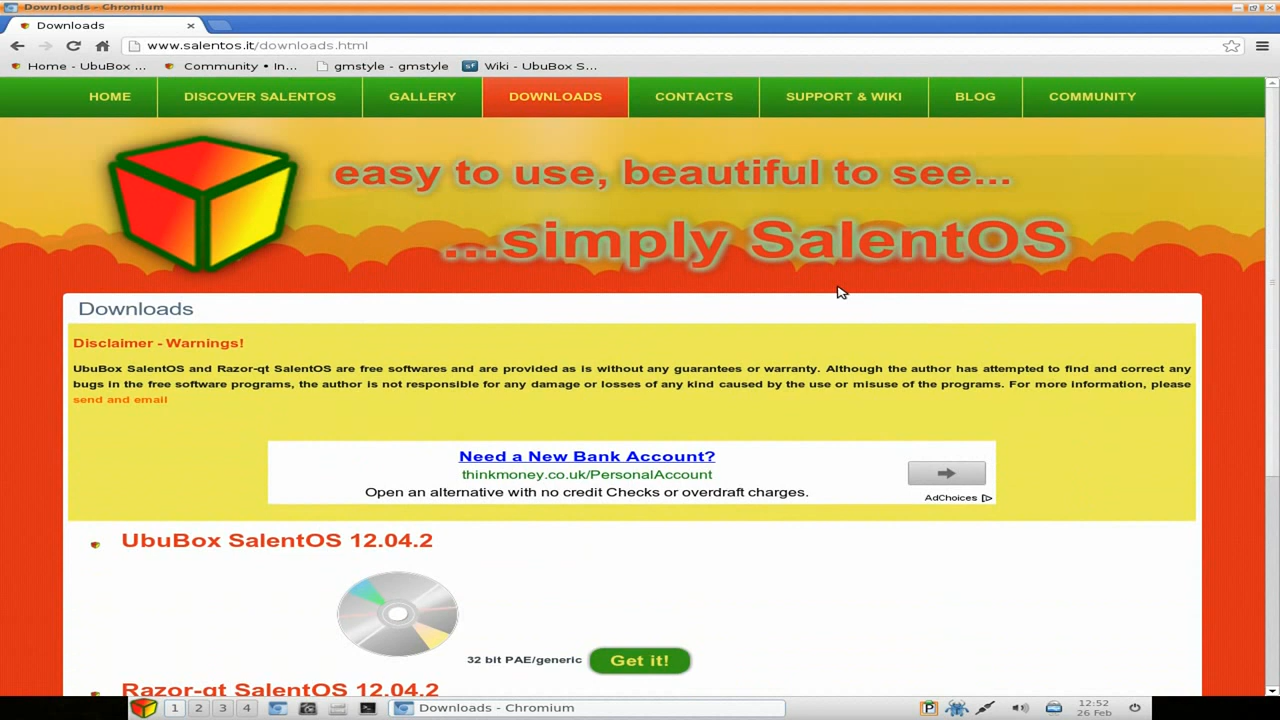 Downloads - Chromium
Downloads
www.salentos.it/downloads.html
Home - UbuBox ... Community • In... gmstyle - gmstyle sf Wiki - UbuBox S...
HOME DISCOVER SALENTOS GALLERY DOWNLOADS CONTACTS SUPPORT & WIKI BLOG COMMUNITY
easy to use, beautiful to see...
...simply SalentOS
Downloads
Disclaimer - Warnings!
UbuBox SalentOS and Razor-qt SalentOS are free softwares and are provided as is without any guarantees or warranty. Although the author has attempted to find and correct any
bugs in the free software programs, the author is not responsible for any damage or losses of any kind caused by the use or misuse of the programs. For more information, please
send and email
Need a New Bank Account?
thinkmoney.co.uk/PersonalAccount
Open an alternative with no credit Checks or overdraft charges.
AdChoices
UbuBox SalentOS 12.04.2
32 bit PAE/generic Get it!
Razor-qt SalentOS 12.04.2
1 2 3 4 Downloads - Chromium P 12:52
26 Feb